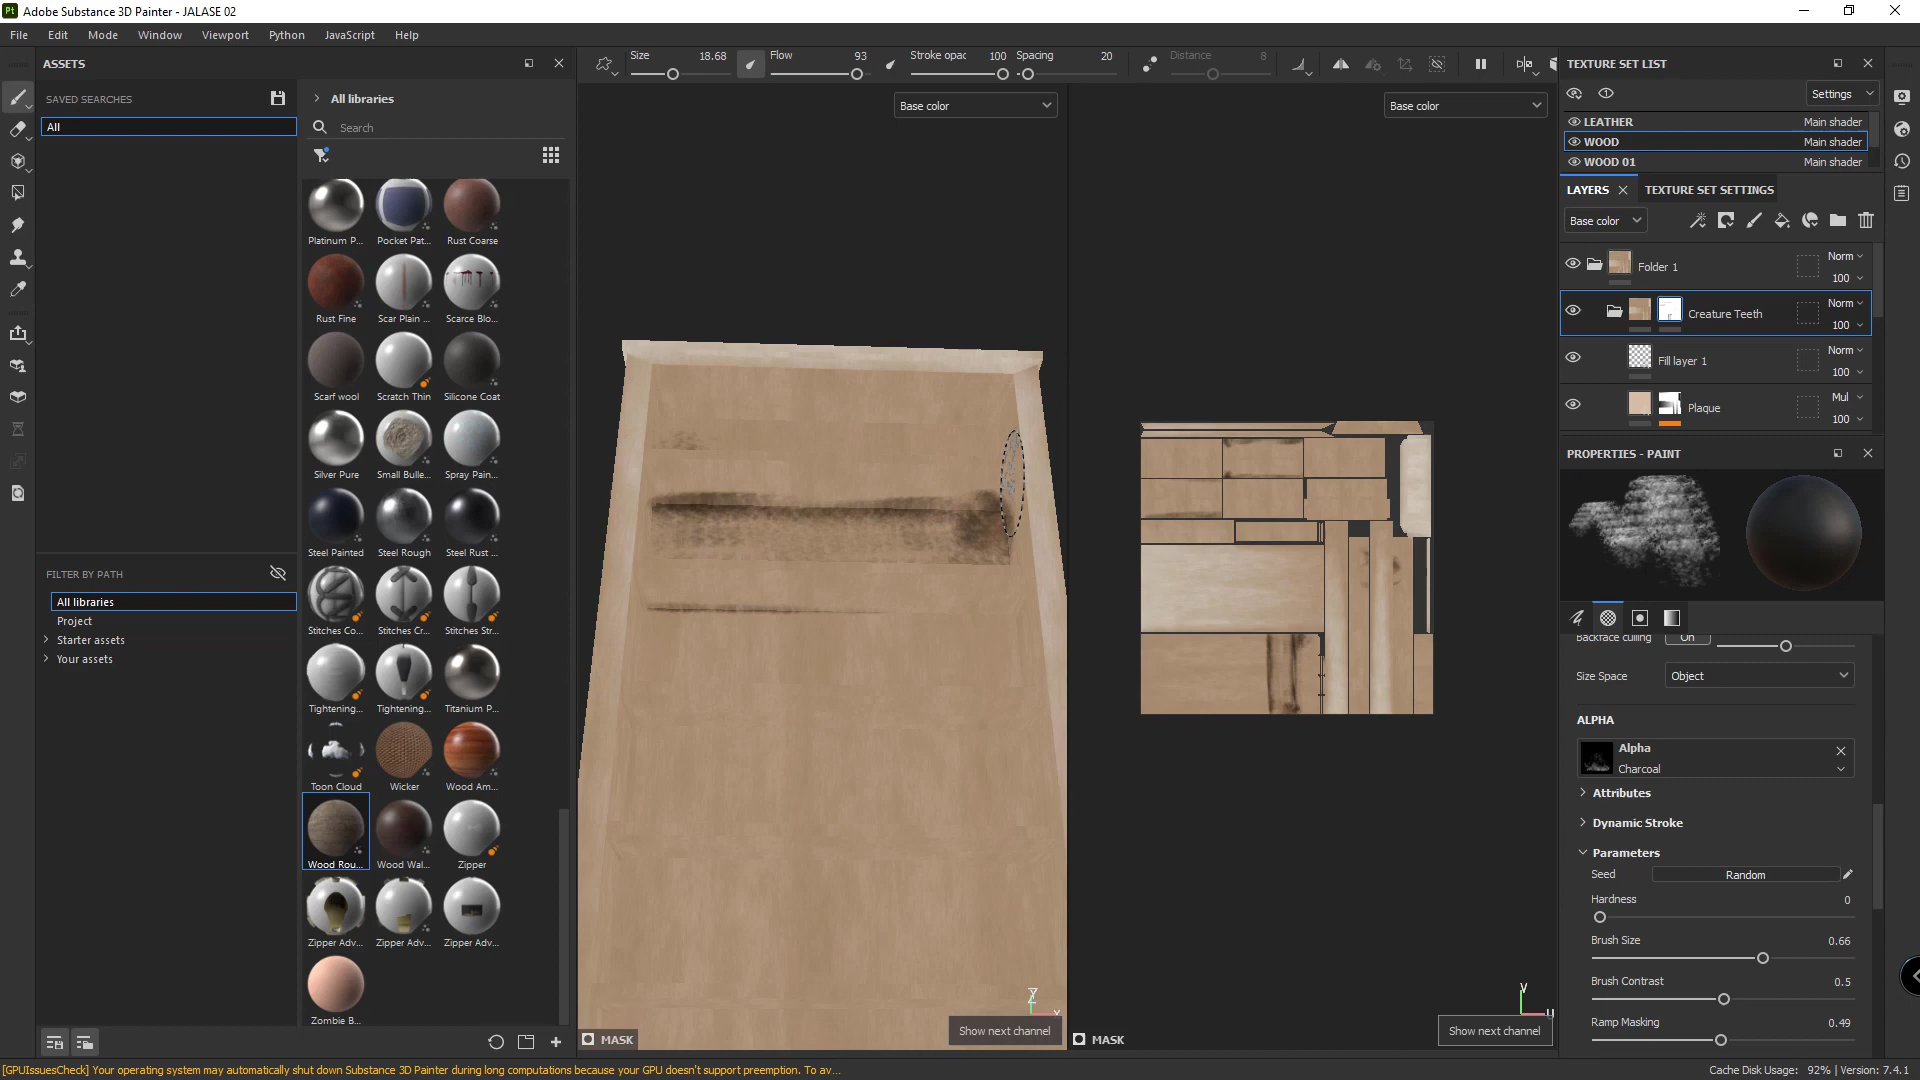 Pt Adobe Substance 3D Painter - JALASE 02
File Edit Mode Window Viewport Python JavaScript Help
ASSETS
SAVED SEARCHES
All
FILTER BY PATH
All libraries
Project
Starter assets
Your assets
All libraries
Search
Platinum P... Pocket Pat... Rust Coarse
Rust Fine Scar Plain ... Scarce Blo...
Scarf wool Scratch Thin Silicone Coat
Silver Pure Small Bulle... Spray Pain...
Steel Painted Steel Rough Steel Rust ...
Stitches Co... Stitches Cr... Stitches Str...
Tightening... Tightening... Titanium P...
Toon Cloud Wicker Wood Am...
Wood Rou... Wood Wal... Zipper
Zipper Adv... Zipper Adv... Zipper Adv...
Zombie B...
Size 18.68 Flow 93 Stroke opac 100 Spacing 20 Distance 8
Base color
Base color
Z
Y
V
U
Show next channel
Show next channel
MASK
MASK
TEXTURE SET LIST
Settings
LEATHER Main shader
WOOD Main shader
WOOD 01 Main shader
LAYERS TEXTURE SET SETTINGS
Base color
Folder 1 Norm 100
Creature Teeth Norm 100
Fill layer 1 Norm 100
Plaque Mul 100
PROPERTIES - PAINT
Backface culling On
Size Space Object
ALPHA
Alpha
Charcoal
Attributes
Dynamic Stroke
Parameters
Seed Random
Hardness 0
Brush Size 0.66
Brush Contrast 0.5
Ramp Masking 0.49
[GPUIssuesCheck] Your operating system may automatically shut down Substance 3D Painter during long computations because your GPU doesn't support preemption. To av...
Cache Disk Usage: 92% | Version: 7.4.1